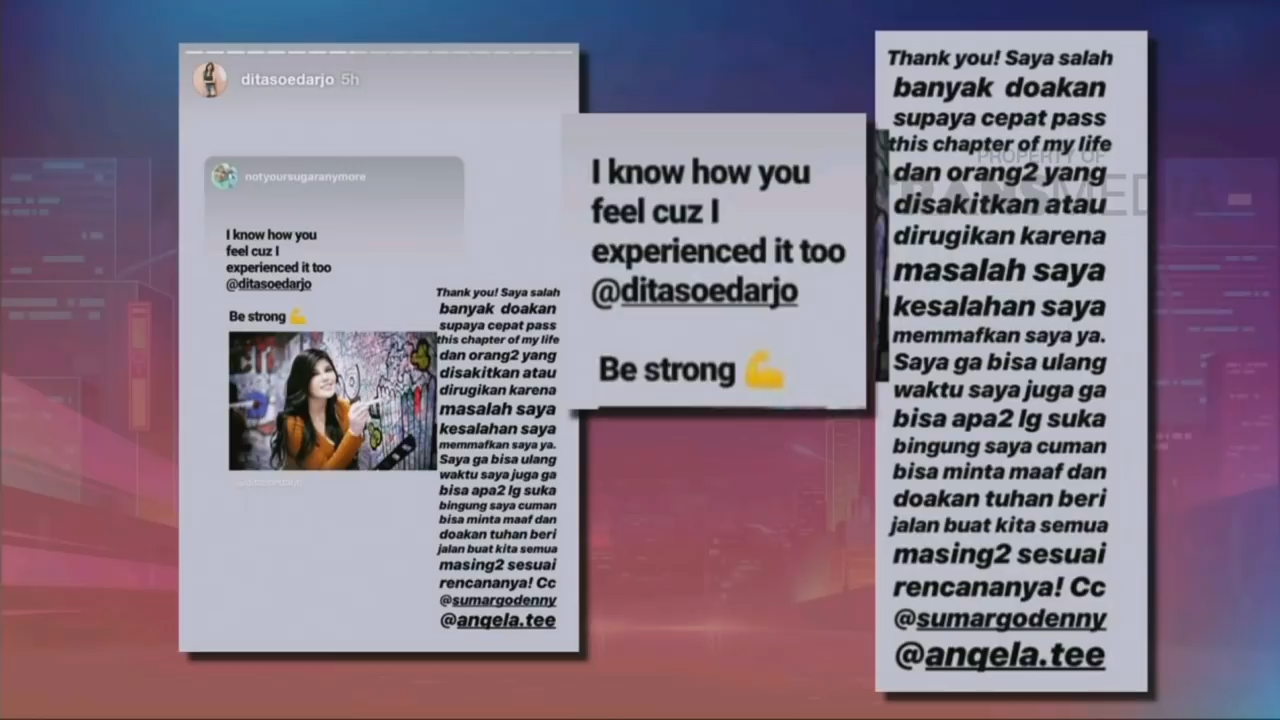 ditasoedarjo 5h
notyoursugaranymore
I know how you
feel cuz I
experienced it too
@ditasoedarjo
Be strong 💪
Thank you! Saya salah
banyak doakan
supaya cepat pass
this chapter of my life
dan orang2 yang
disakitkan atau
dirugikan karena
masalah saya
kesalahan saya
memmafkan saya ya.
Saya ga bisa ulang
waktu saya juga ga
bisa apa2 lg suka
bingung saya cuman
bisa minta maaf dan
doakan tuhan beri
jalan buat kita semua
masing2 sesuai
rencananya! Cc
@sumargodenny
@angela.tee
I know how you
feel cuz I
experienced it too
@ditasoedarjo
Be strong 💪
Thank you! Saya salah
banyak doakan
supaya cepat pass
this chapter of my life
dan orang2 yang
disakitkan atau
dirugikan karena
masalah saya
kesalahan saya
memmafkan saya ya.
Saya ga bisa ulang
waktu saya juga ga
bisa apa2 lg suka
bingung saya cuman
bisa minta maaf dan
doakan tuhan beri
jalan buat kita semua
masing2 sesuai
rencananya! Cc
@sumargodenny
@angela.tee
PROPERTY OF
TRANSMEDIA